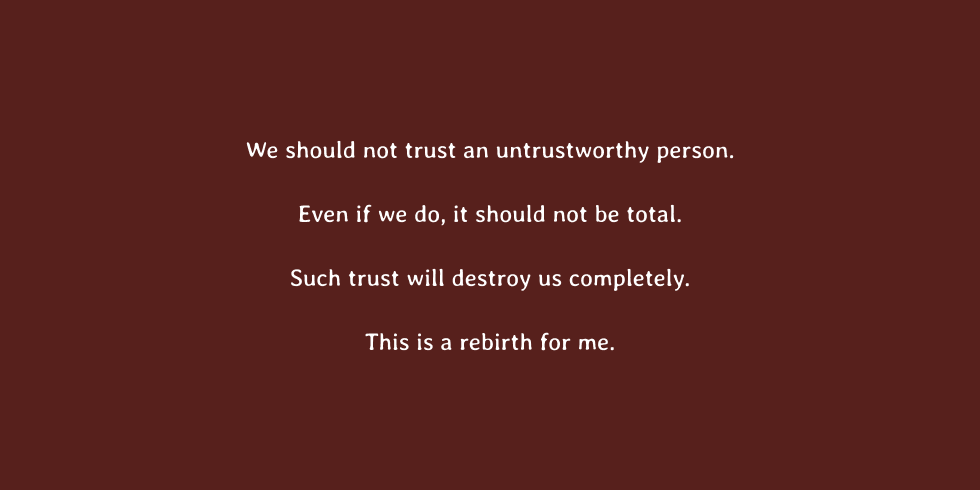 We should not trust an untrustworthy person.
Even if we do, it should not be total.
Such trust will destroy us completely.
This is a rebirth for me.